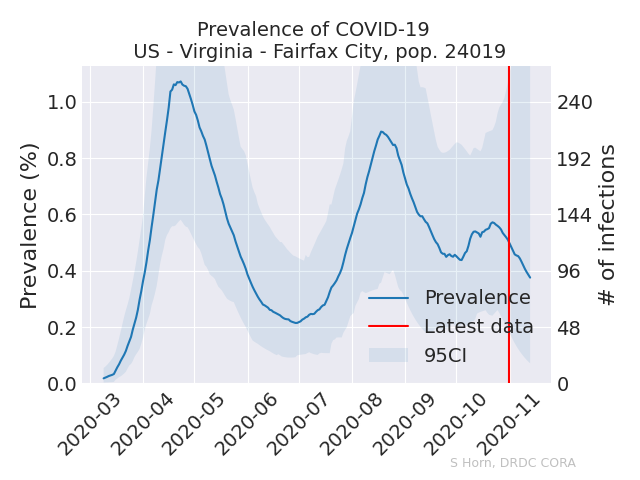 Prevalence of COVID-19
US - Virginia - Fairfax City, pop. 24019
Prevalence (%)
1.0
0.8
0.6
0.4
0.2
0.0
240
192
144
96
48
0
# of infections
Prevalence
Latest data
95CI
2020-03
2020-04
2020-05
2020-06
2020-07
2020-08
2020-09
2020-10
2020-11
S Horn, DRDC CORA